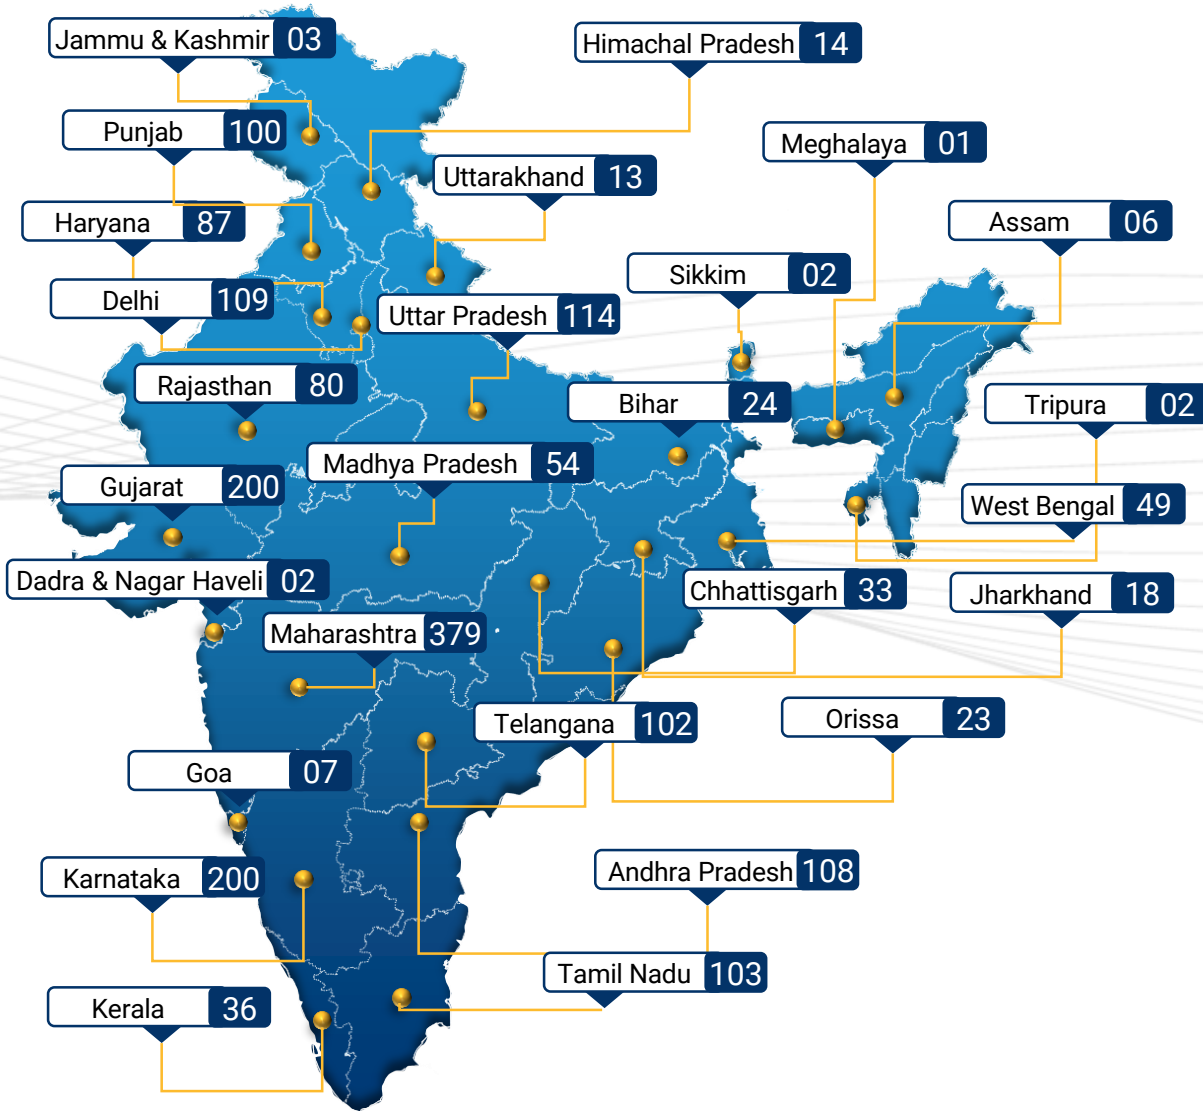 Jammu & Kashmir 03
Himachal Pradesh 14
Punjab 100
Meghalaya 01
Uttarakhand 13
Haryana 87
Assam 06
Sikkim 02
Delhi 109
Uttar Pradesh 114
Rajasthan 80
Bihar 24
Tripura 02
Madhya Pradesh 54
Gujarat 200
West Bengal 49
Dadra & Nagar Haveli 02
Chhattisgarh 33
Jharkhand 18
Maharashtra 379
Telangana 102
Orissa 23
Goa 07
Andhra Pradesh 108
Karnataka 200
Tamil Nadu 103
Kerala 36